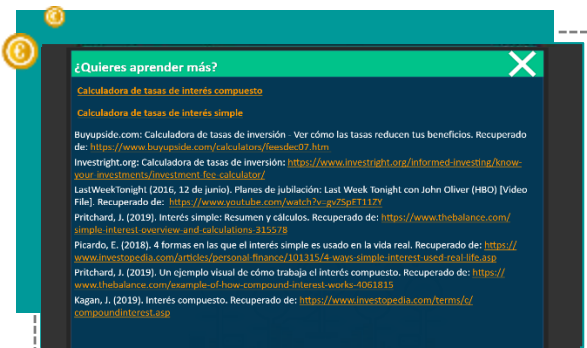 ¿Quieres aprender más?
Calculadora de tasas de interés compuesto
Calculadora de tasas de interés simple
Buyupside.com: Calculadora de tasas de inversión - Ver cómo las tasas reducen tus beneficios. Recuperado
de: https://www.buyupside.com/calculators/feesdec07.htm
Investright.org: Calculadora de tasas de inversión: https://www.investright.org/informed-investing/know-
your-investments/investment-fee-calculator/
LastWeekTonight (2016, 12 de junio). Planes de jubilación: Last Week Tonight con John Oliver (HBO) [Video
File]. Recuperado de: https://www.youtube.com/watch?v=gvZSpET11ZY
Pritchard, J. (2019). Interés simple: Resumen y cálculos. Recuperado de: https://www.thebalance.com/
simple-interest-overview-and-calculations-315578
Picardo, E. (2018). 4 formas en las que el interés simple es usado en la vida real. Recuperado de: https://
www.investopedia.com/articles/personal-finance/101315/4-ways-simple-interest-used-real-life.asp
Pritchard, J. (2019). Un ejemplo visual de cómo trabaja el interés compuesto. Recuperado de: https://
www.thebalance.com/example-of-how-compound-interest-works-4061815
Kagan, J. (2019). Interés compuesto. Recuperado de: https://www.investopedia.com/terms/c/
compoundinterest.asp